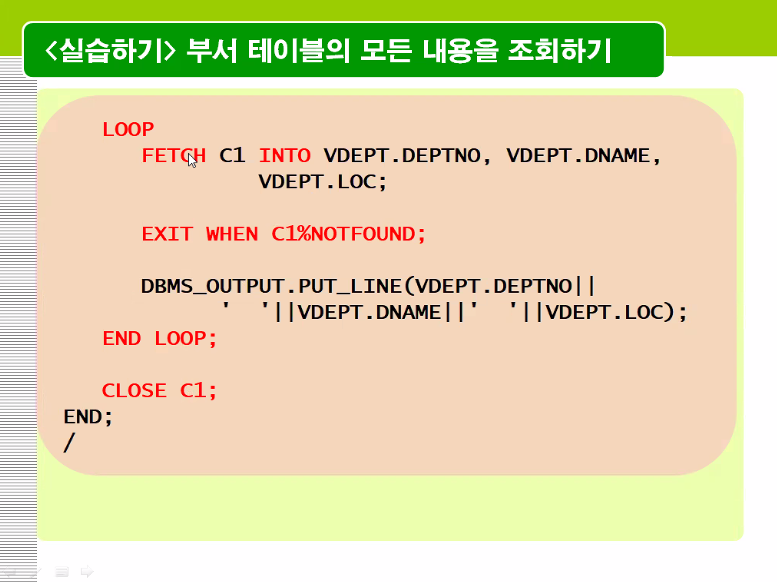 <실습하기> 부서 테이블의 모든 내용을 조회하기
LOOP
FETCH C1 INTO VDEPT.DEPTNO, VDEPT.DNAME,
VDEPT.LOC;
EXIT WHEN C1%NOTFOUND;
DBMS_OUTPUT.PUT_LINE(VDEPT.DEPTNO||
'  '||VDEPT.DNAME||'  '||VDEPT.LOC);
END LOOP;
CLOSE C1;
END;
/